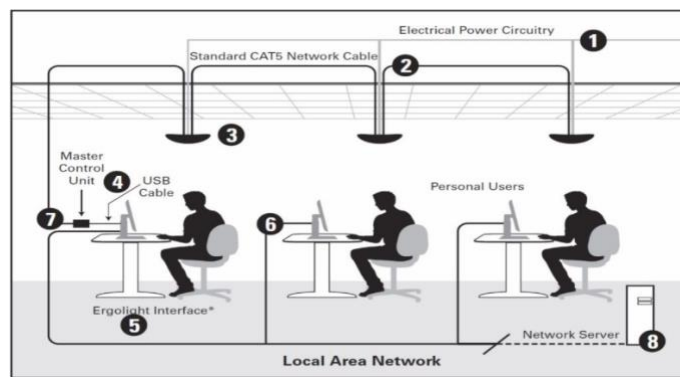 Electrical Power Circuitry
1
Standard CAT5 Network Cable
2
3
Master
Control
Unit
4
USB
Cable
Personal Users
7
6
Ergolight Interface*
5
Network Server
8
Local Area Network